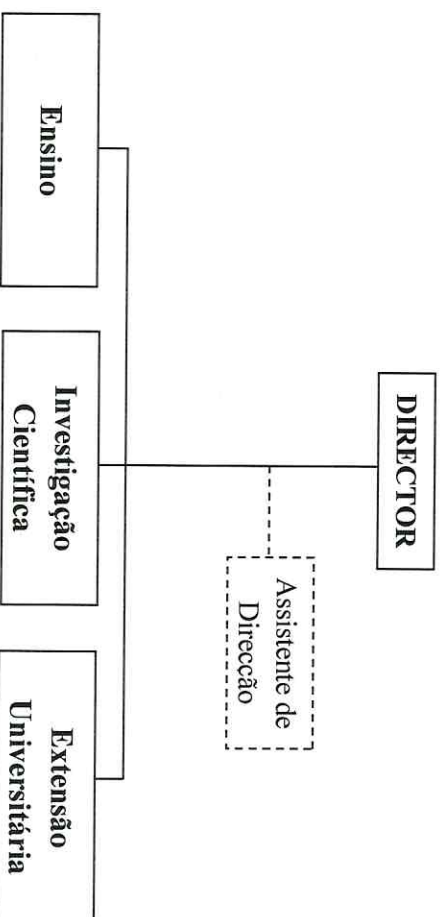 DIRECTOR
Assistente de
Direcção
Ensino
Investigação
Científica
Extensão
Universitária